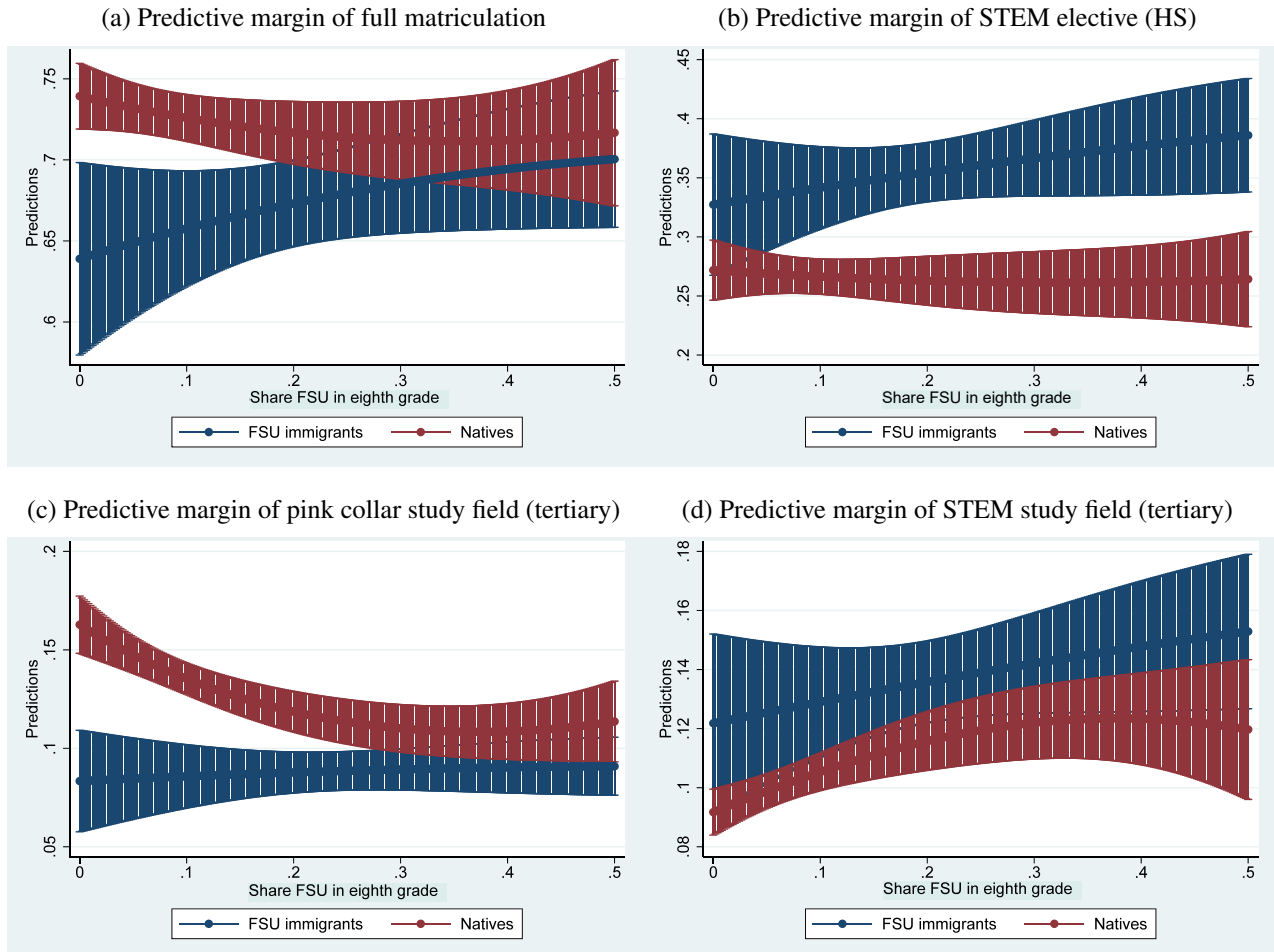 (a) Predictive margin of full matriculation
(b) Predictive margin of STEM elective (HS)
Predictions
.75
.7
.65
.6
0 .1 .2 .3 .4 .5
Share FSU in eighth grade
FSU immigrants Natives
Predictions
.45
.4
.35
.3
.25
.2
0 .1 .2 .3 .4 .5
Share FSU in eighth grade
FSU immigrants Natives
(c) Predictive margin of pink collar study field (tertiary)
(d) Predictive margin of STEM study field (tertiary)
Predictions
.2
.15
.1
.05
0 .1 .2 .3 .4 .5
Share FSU in eighth grade
FSU immigrants Natives
Predictions
.18
.16
.14
.12
.1
.08
0 .1 .2 .3 .4 .5
Share FSU in eighth grade
FSU immigrants Natives